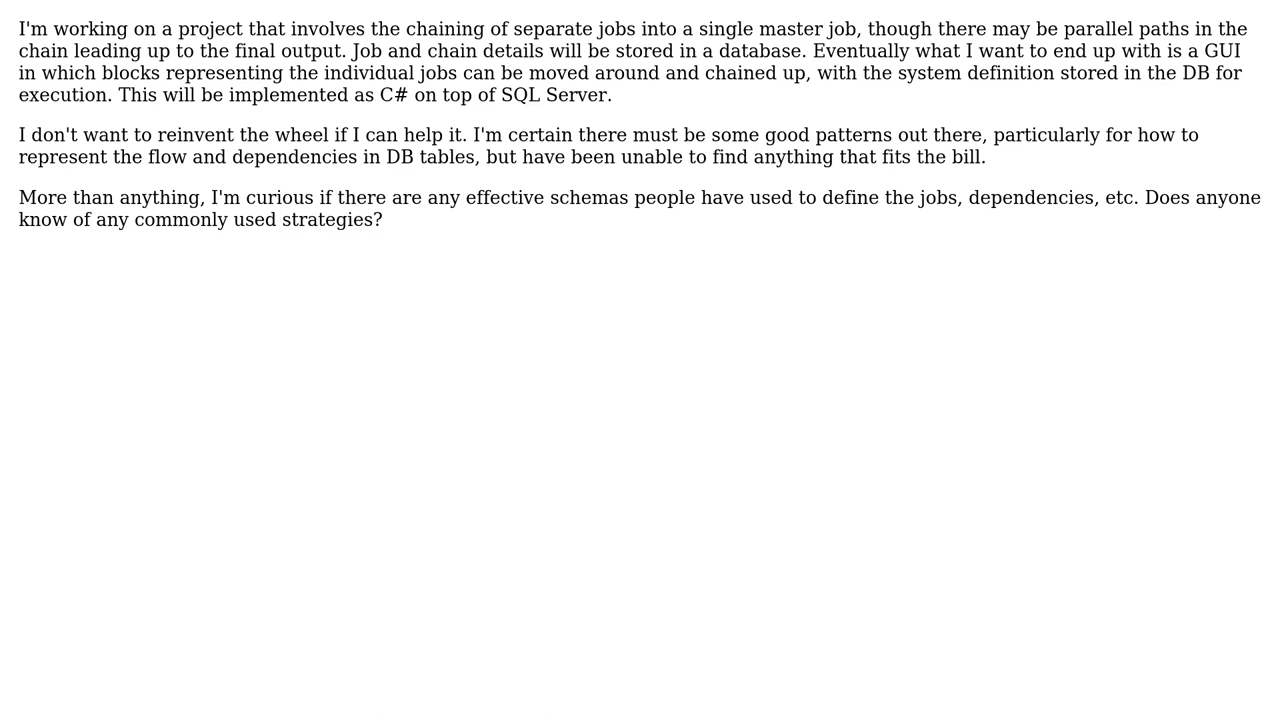 I'm working on a project that involves the chaining of separate jobs into a single master job, though there may be parallel paths in the
chain leading up to the final output. Job and chain details will be stored in a database. Eventually what I want to end up with is a GUI
in which blocks representing the individual jobs can be moved around and chained up, with the system definition stored in the DB for
execution. This will be implemented as C# on top of SQL Server.
I don't want to reinvent the wheel if I can help it. I'm certain there must be some good patterns out there, particularly for how to
represent the flow and dependencies in DB tables, but have been unable to find anything that fits the bill.
More than anything, I'm curious if there are any effective schemas people have used to define the jobs, dependencies, etc. Does anyone
know of any commonly used strategies?